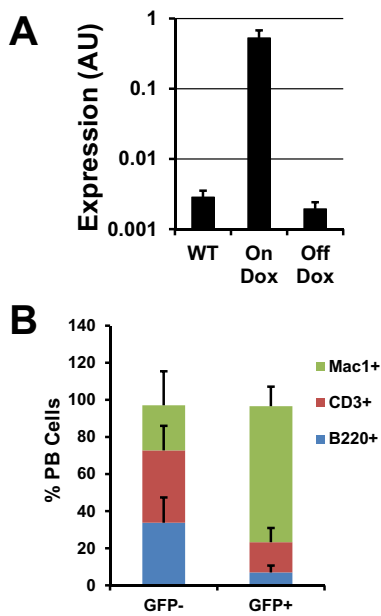 A
Expression (AU)
1
0.1
0.01
0.001
WT
On
Dox
Off
Dox
B
% PB Cells
140
120
100
80
60
40
20
0
GFP-
GFP+
Mac1+
CD3+
B220+